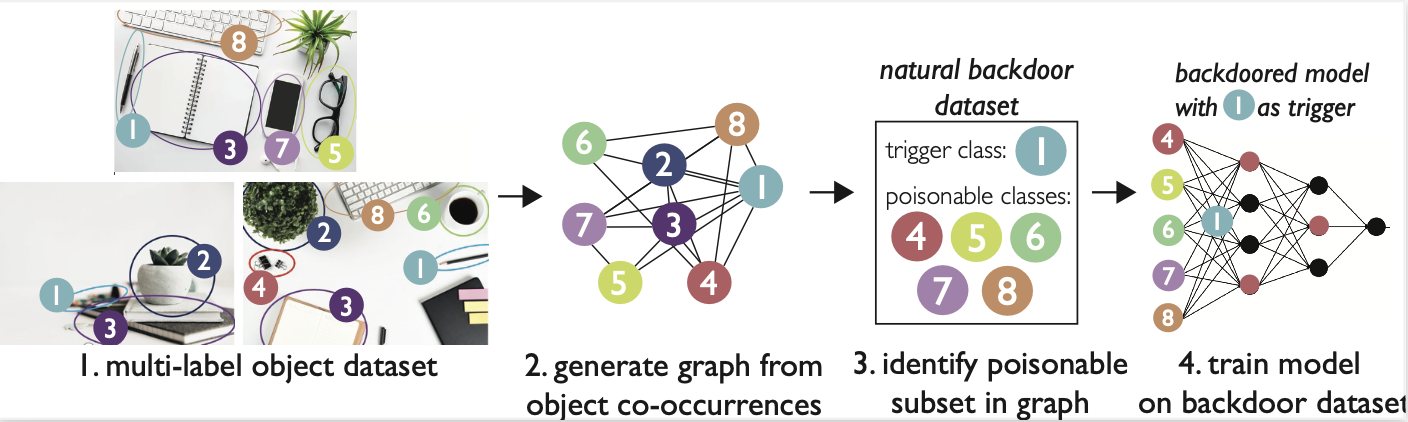 8
1
3
7
5
2
8
6
2
1
1
4
3
3
1. multi-label object dataset
6
8
2
1
7
3
5
4
2. generate graph from
object co-occurrences
natural backdoor
dataset
trigger class: 1
poisonable classes:
4 5 6
7 8
3. identify poisonable
subset in graph
backdoored model
with 1 as trigger
4
5
1
6
7
8
4. train model
on backdoor dataset